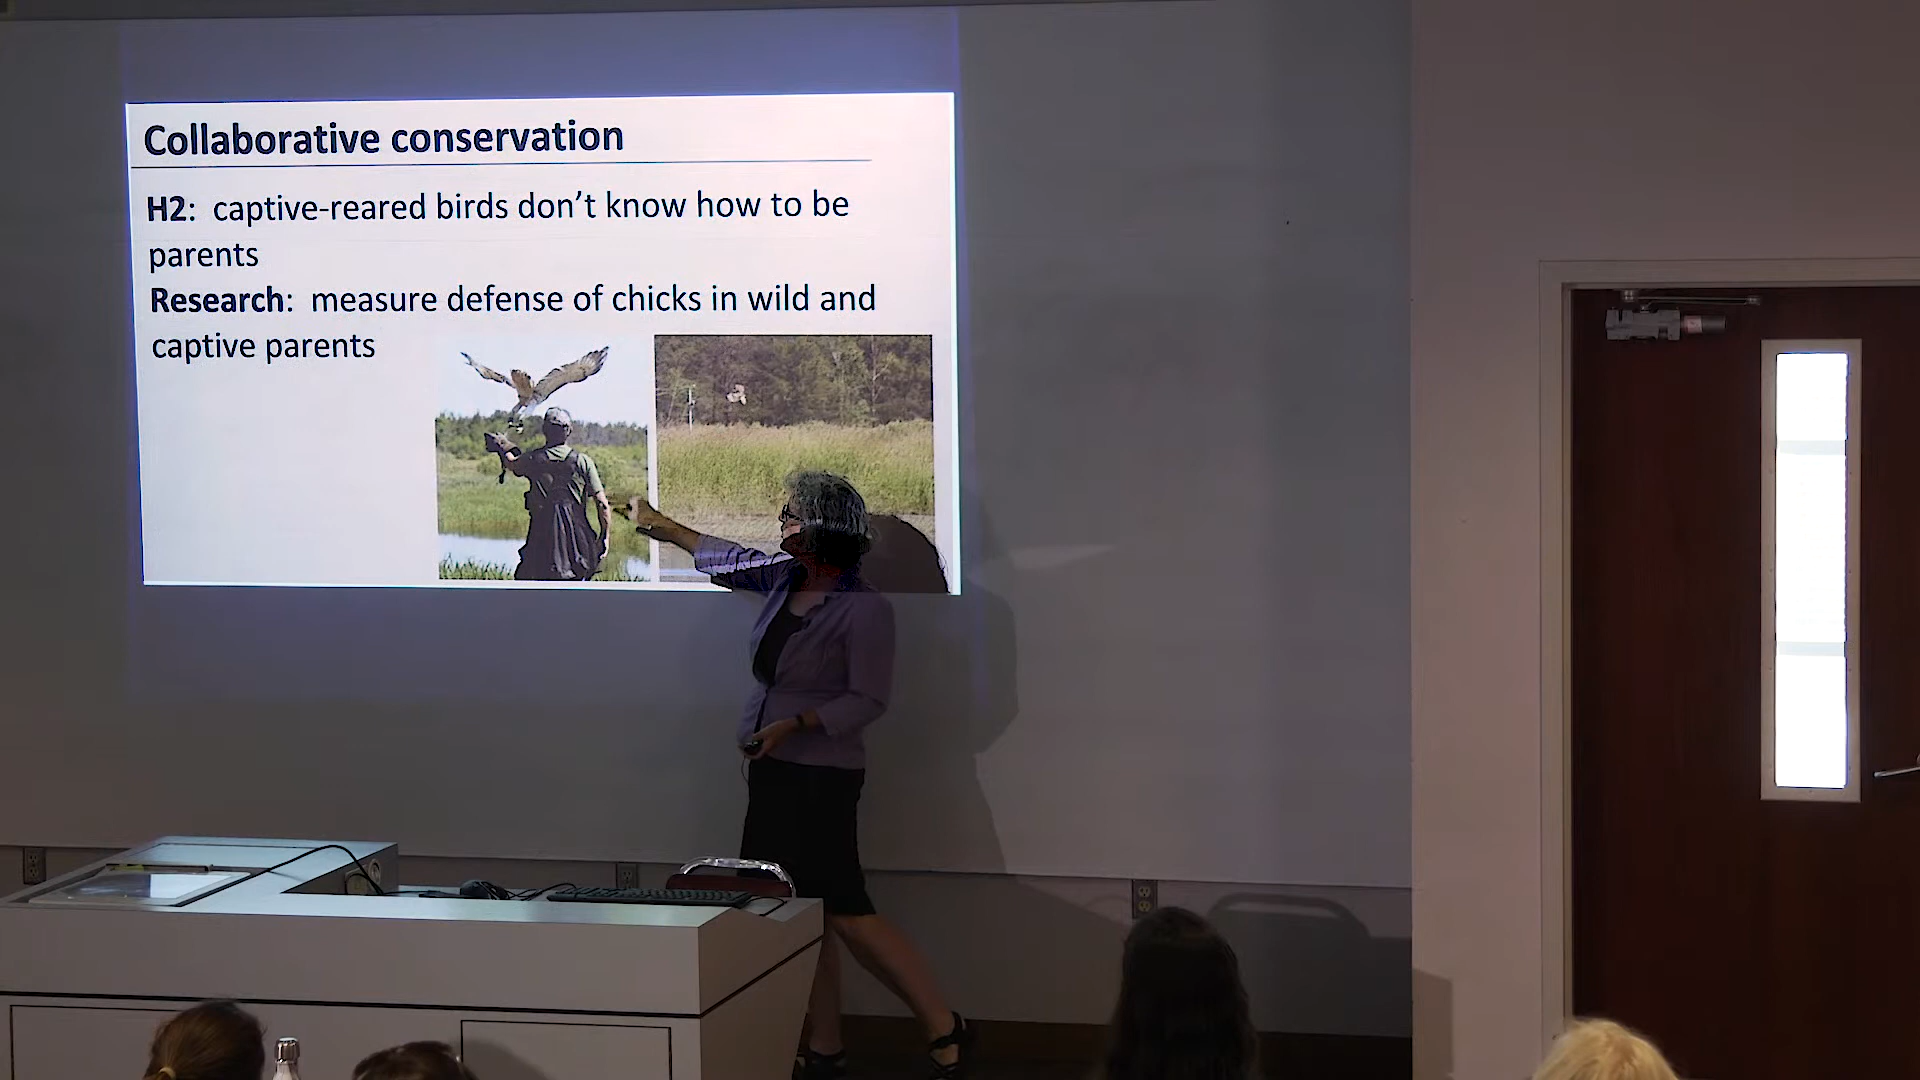 Collaborative conservation
H2: captive-reared birds don't know how to be
parents
Research: measure defense of chicks in wild and
captive parents